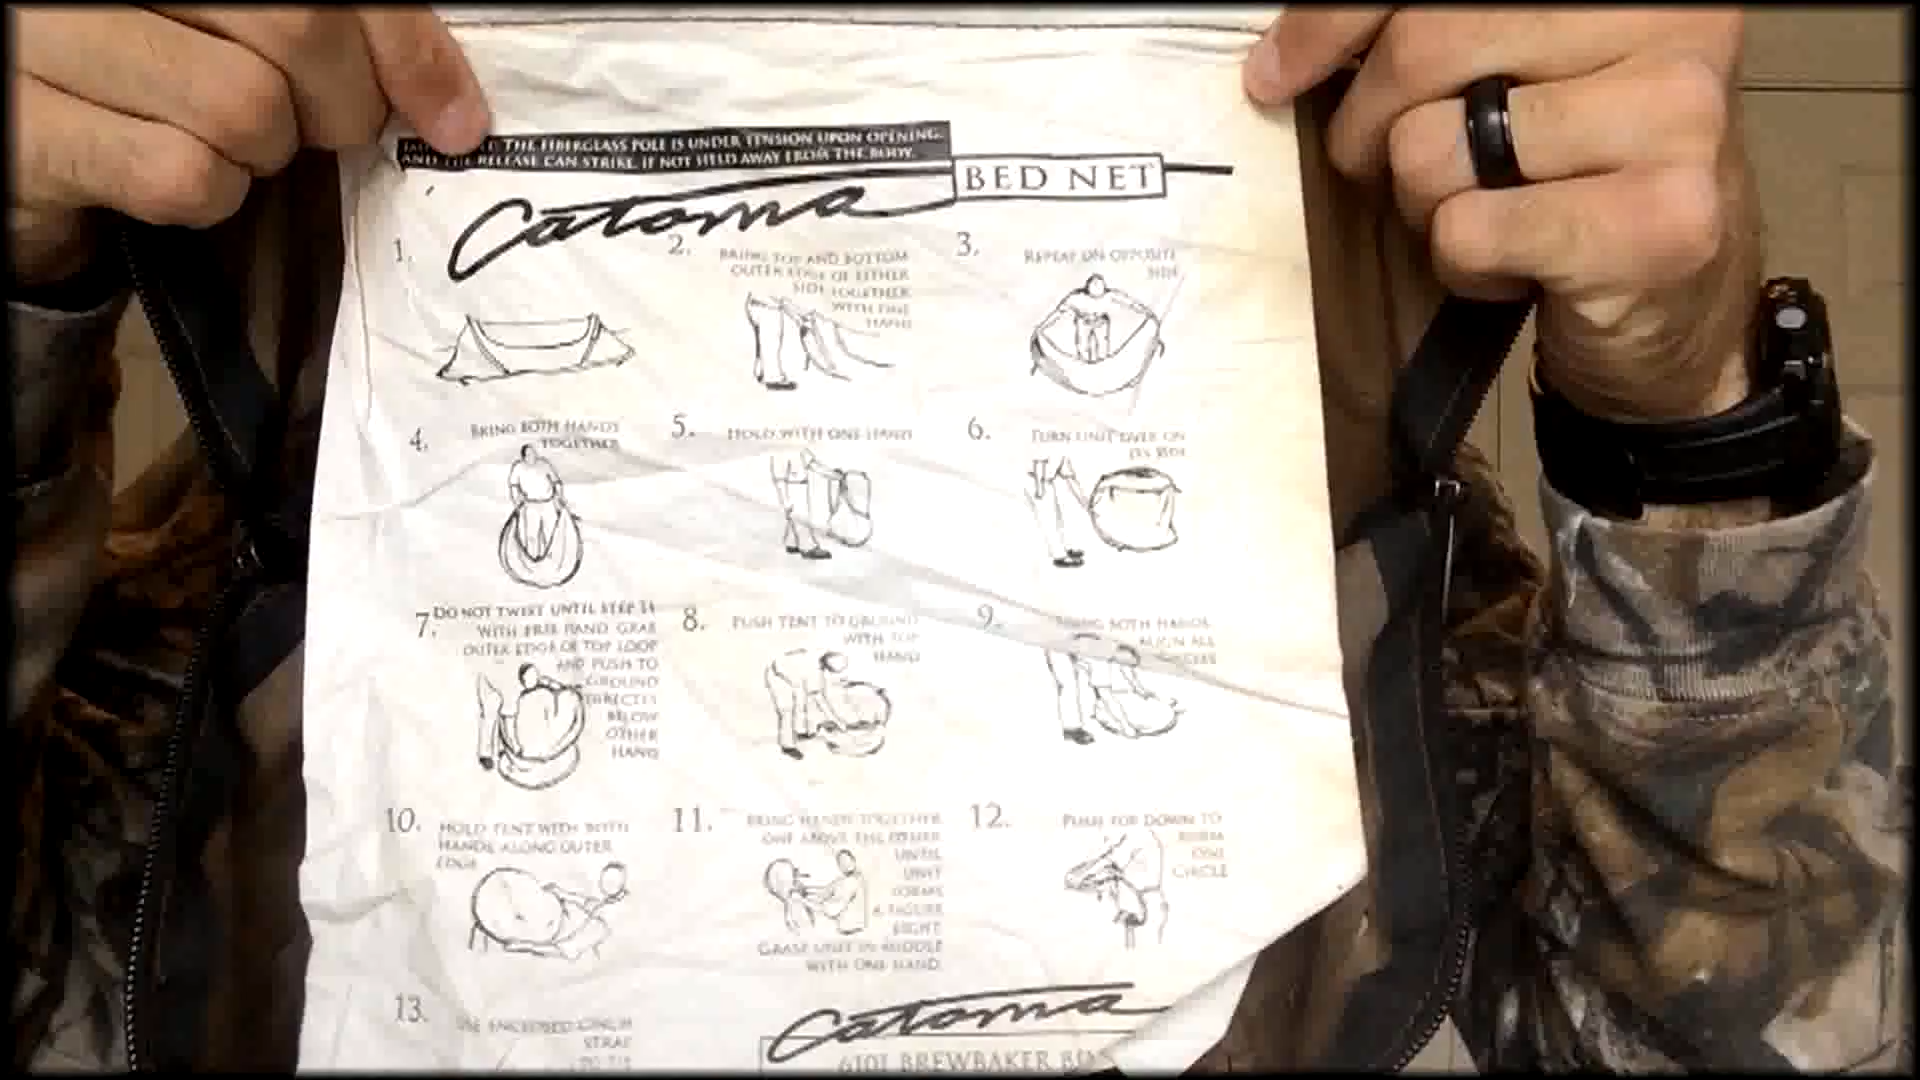 THE FIBERGLASS POLE IS UNDER TENSION UPON OPENING.
AND THE RELEASE CAN STRIKE, IF NOT HELD AWAY FROM THE BODY.
BED NET
Catoma
1.
2. BRING TOP AND BOTTOM
OUTER EDGE OF EITHER
SIDE TOGETHER
WITH ONE
HAND
3. REPEAT ON OPPOSITE
SIDE
4. BRING BOTH HANDS
TOGETHER
5. HOLD WITH ONE HAND
6. TURN UNIT OVER ON
ITS SIDE
7. DO NOT TWIST UNTIL STEP 11
WITH FREE HAND GRAB
OUTER EDGE OF TOP LOOP
AND PUSH TO
GROUND
DIRECTLY
BELOW
OTHER
HAND
8. PUSH TENT TO GROUND
WITH TOP
HAND
9. BOTH HANDS
ALIGN ALL
CIRCLES
10. HOLD TENT WITH BOTH
HANDS ALONG OUTER
EDGE
11. BRING HANDS TOGETHER
ONE ABOVE THE OTHER
UNTIL
UNIT
FORMS
A FIGURE
EIGHT
GRASP UNIT IN MIDDLE
WITH ONE HAND.
12. PUSH TOP DOWN TO
FORM
ONE
CIRCLE
13. USE ENCLOSED CINCH
STRAP
TO TIE
Catoma
6101 BREWBAKER